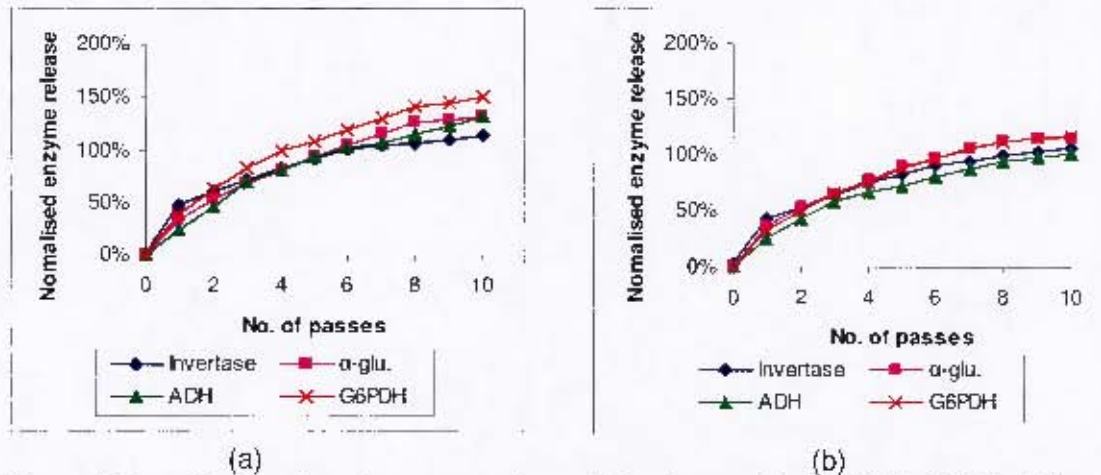 200%
150%
100%
50%
0%
Nomalised enzyme release
0 2 4 6 8 10
No. of passes
Invertase α-glu.
ADH G6PDH
(a)
200%
150%
100%
50%
0%
Nomalised enzyme release
0 2 4 6 8 10
No. of passes
Invertase α-glu.
ADH G6PDH
(b)